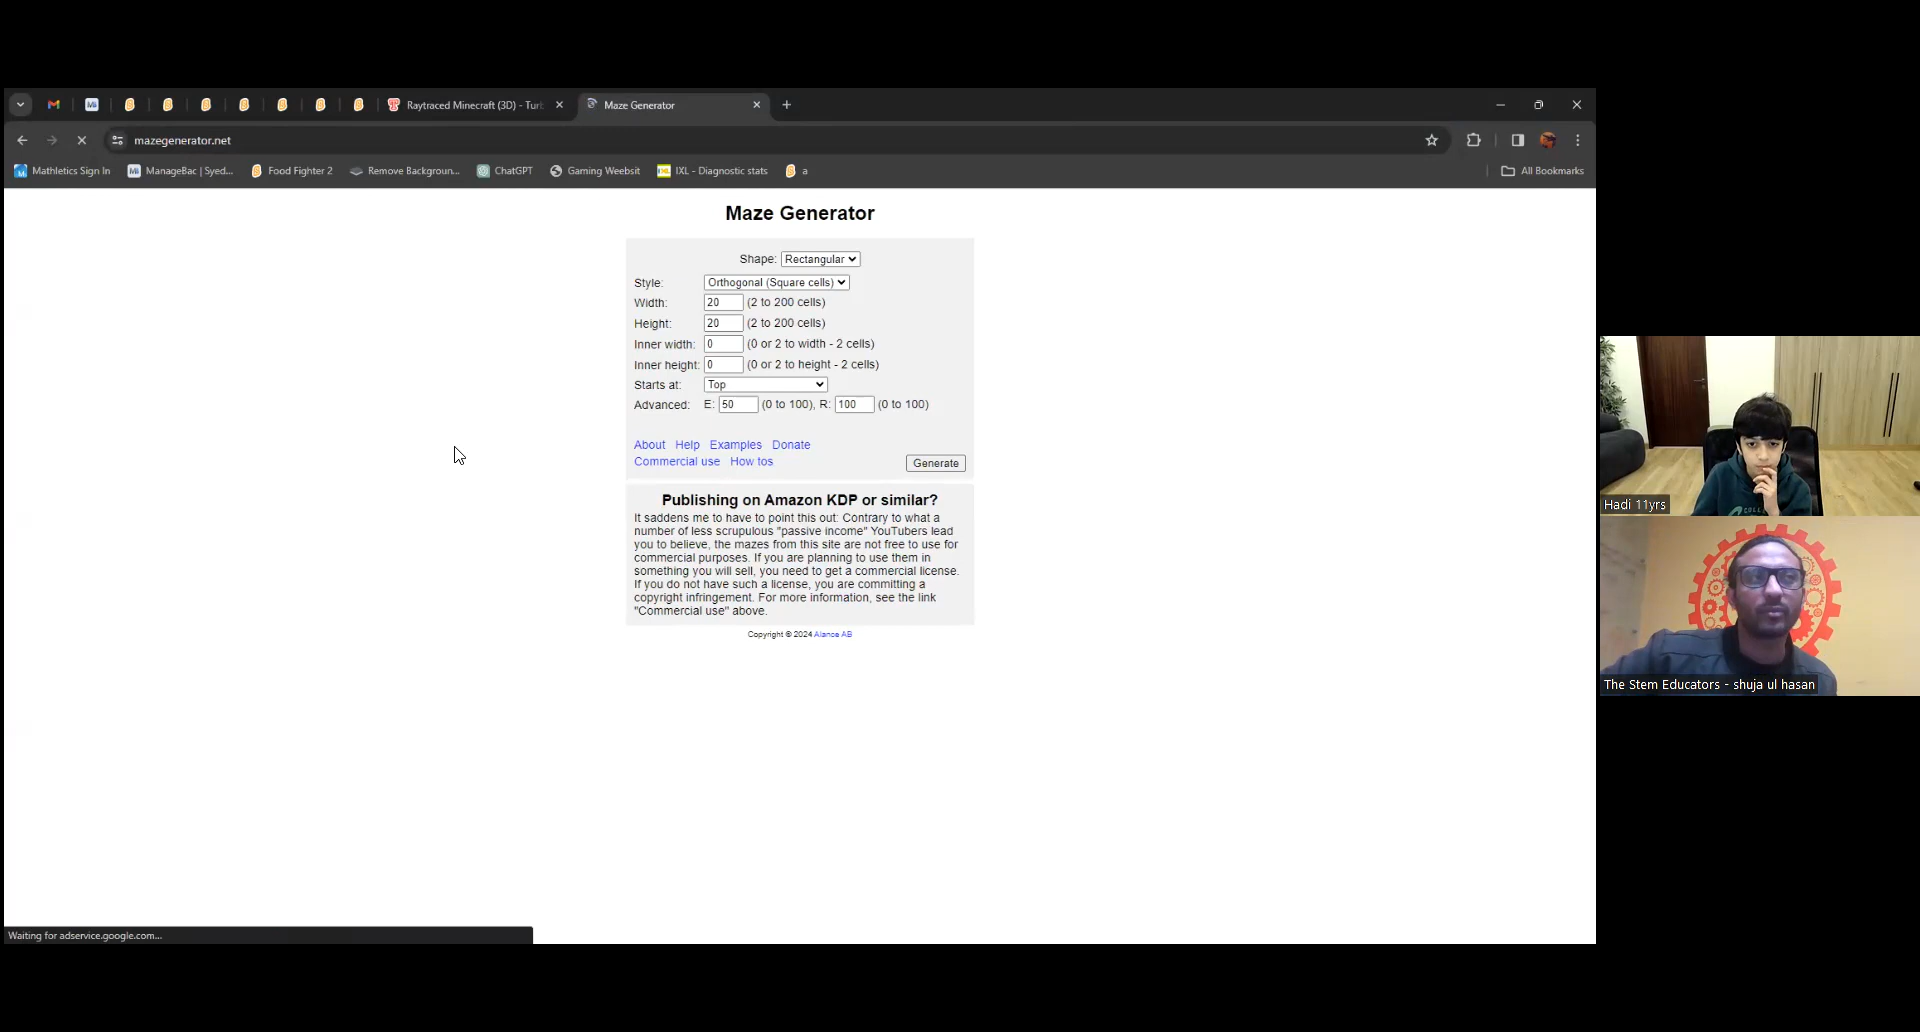 Raytraced Minecraft (3D) - Tur
Maze Generator
mazegenerator.net
Mathletics Sign In
ManageBac | Syed...
Food Fighter 2
Remove Backgroun...
ChatGPT
Gaming Weebsit
IXL - Diagnostic stats
a
All Bookmarks
Maze Generator
Shape: Rectangular
Style: Orthogonal (Square cells)
Width: 20 (2 to 200 cells)
Height: 20 (2 to 200 cells)
Inner width: 0 (0 or 2 to width - 2 cells)
Inner height: 0 (0 or 2 to height - 2 cells)
Starts at: Top
Advanced: E: 50 (0 to 100), R: 100 (0 to 100)
About Help Examples Donate
Commercial use How tos
Generate
Publishing on Amazon KDP or similar?
It saddens me to have to point this out: Contrary to what a
number of less scrupulous "passive income" YouTubers lead
you to believe, the mazes from this site are not free to use for
commercial purposes. If you are planning to use them in
something you will sell, you need to get a commercial license.
If you do not have such a license, you are committing a
copyright infringement. For more information, see the link
"Commercial use" above.
Copyright © 2024 Alance AB
Waiting for adservice.google.com...
Hadi 11yrs
The Stem Educators - shuja ul hasan